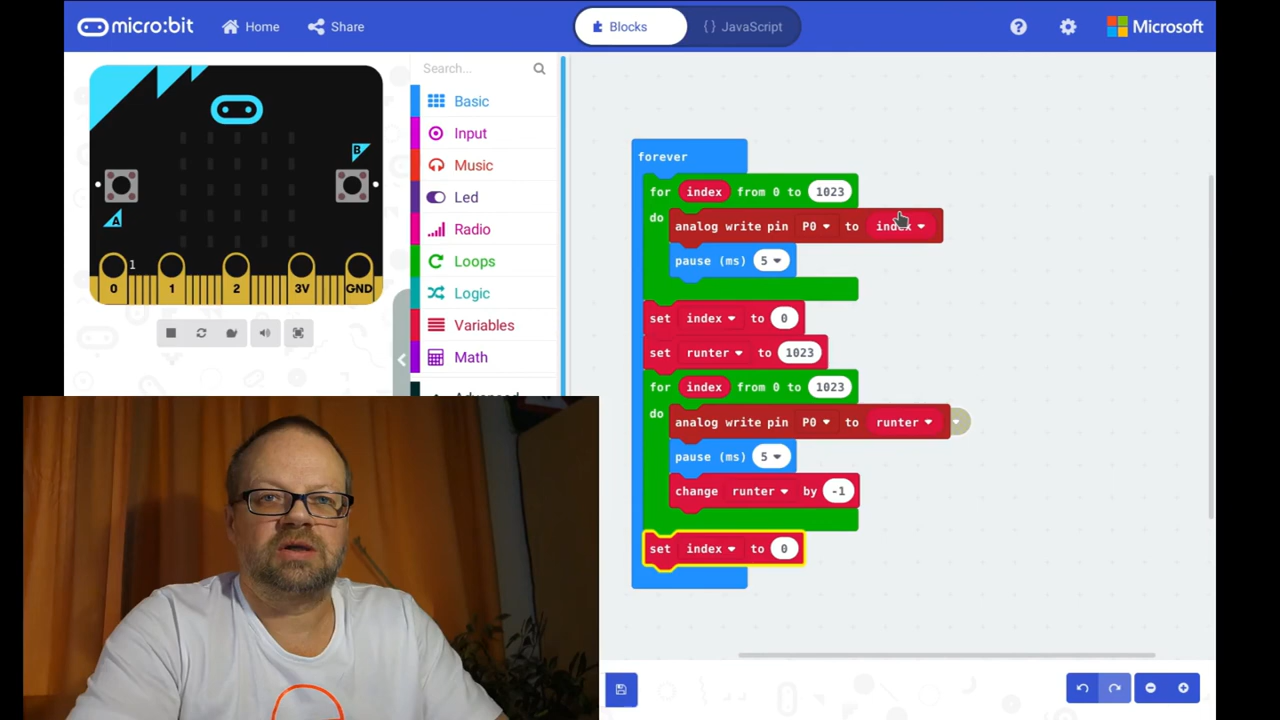 micro:bit Home Share Blocks { } JavaScript ? Microsoft
Search...
Basic
Input
Music
Led
Radio
Loops
Logic
Variables
Math
Advanced
A
B
1
0 1 2 3V GND
forever
for index from 0 to 1023
do analog write pin P0 to index
pause (ms) 5
set index to 0
set runter to 1023
for index from 0 to 1023
do analog write pin P0 to runter
pause (ms) 5
change runter by -1
set index to 0